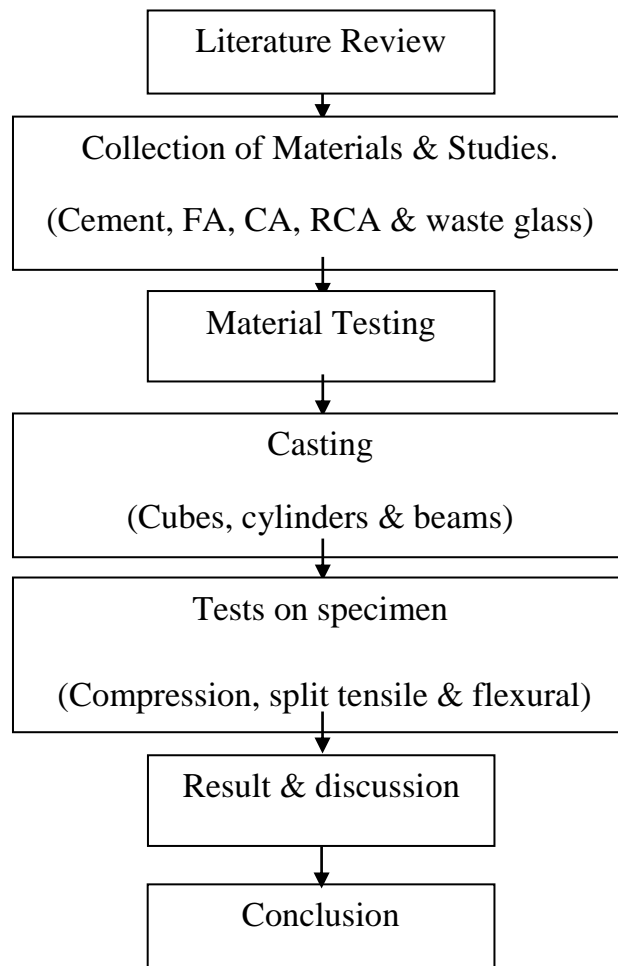 Literature Review
Collection of Materials & Studies.
(Cement, FA, CA, RCA & waste glass)
Material Testing
Casting
(Cubes, cylinders & beams)
Tests on specimen
(Compression, split tensile & flexural)
Result & discussion
Conclusion